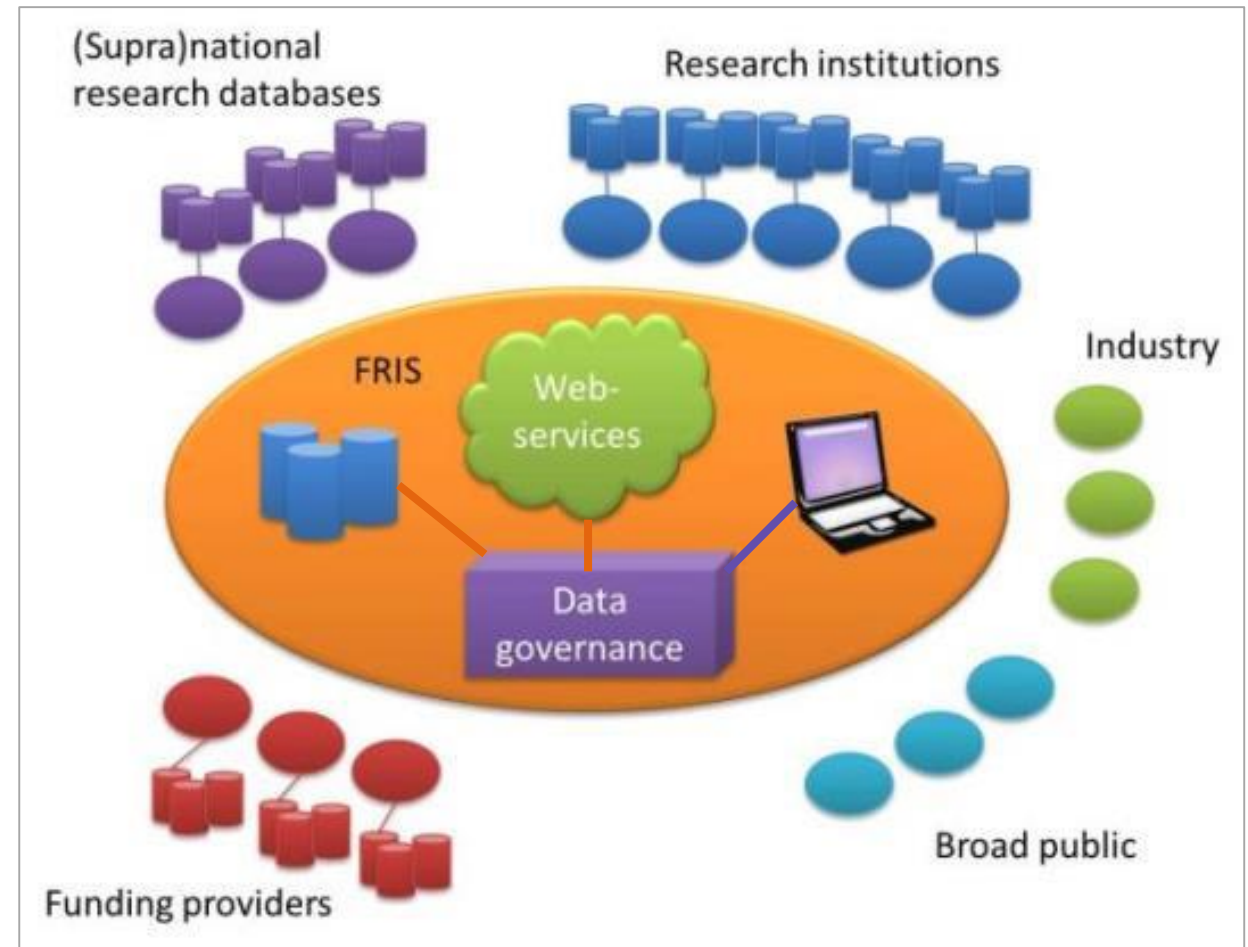 (Supra)national
research databases
Research institutions
Industry
FRIS
Web-
services
Data
governance
Broad public
Funding providers